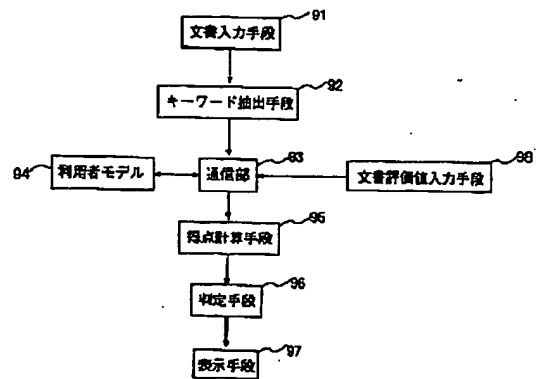 91
文書入力手段
92
キーワード抽出手段
93
94 利用者モデル 通信部 文書評価値入力手段 98
95
得点計算手段
96
判定手段
表示手段 97